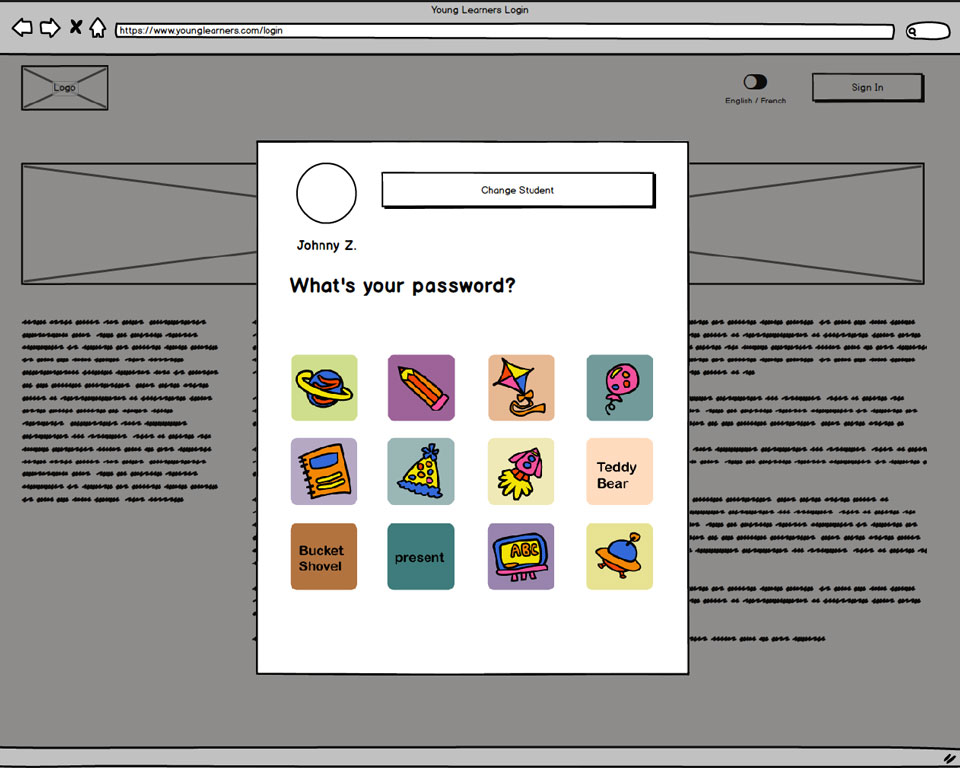 Young Learners Login
https://www.younglearners.com/login
Logo
English / French
Sign In
Change Student
Johnny Z.
What's your password?
Teddy
Bear
Bucket
Shovel
present
ABC